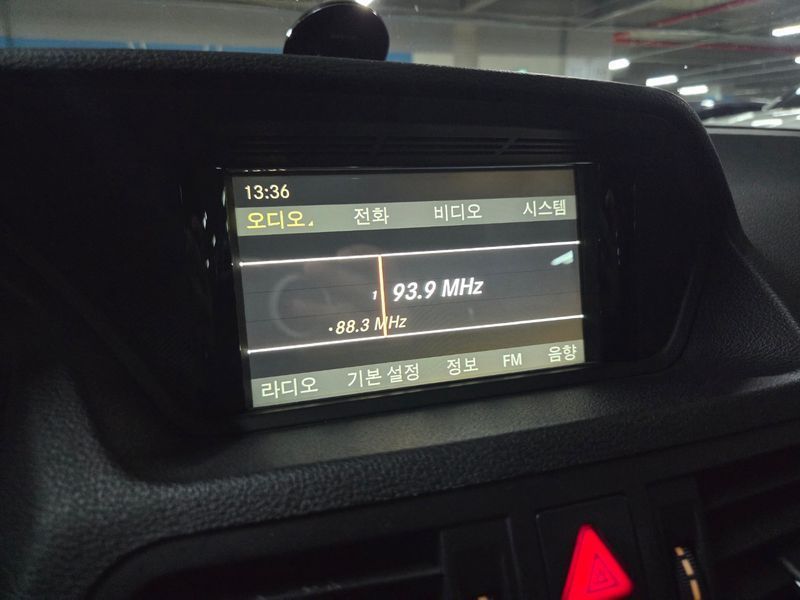 13:36
오디오 전화 비디오 시스템
1 93.9 MHz
88.3 MHz
라디오 기본 설정 정보 FM 음향